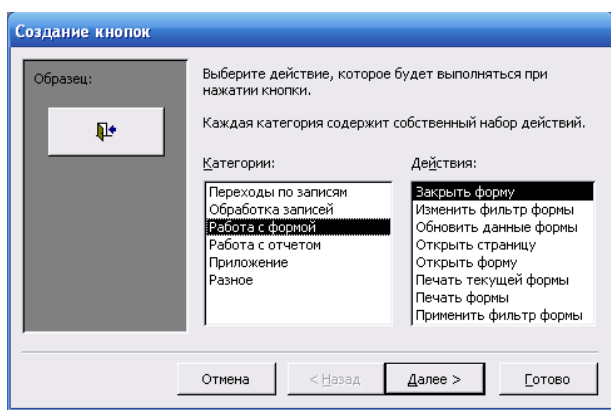 Создание кнопок
Образец:
Выберите действие, которое будет выполняться при
нажатии кнопки.
Каждая категория содержит собственный набор действий.
Категории:
Переходы по записям
Обработка записей
Работа с формой
Работа с отчетом
Приложение
Разное
Действия:
Закрыть форму
Изменить фильтр формы
Обновить данные формы
Открыть страницу
Открыть форму
Печать текущей формы
Печать формы
Применить фильтр формы
Отмена
< Назад
Далее >
Готово